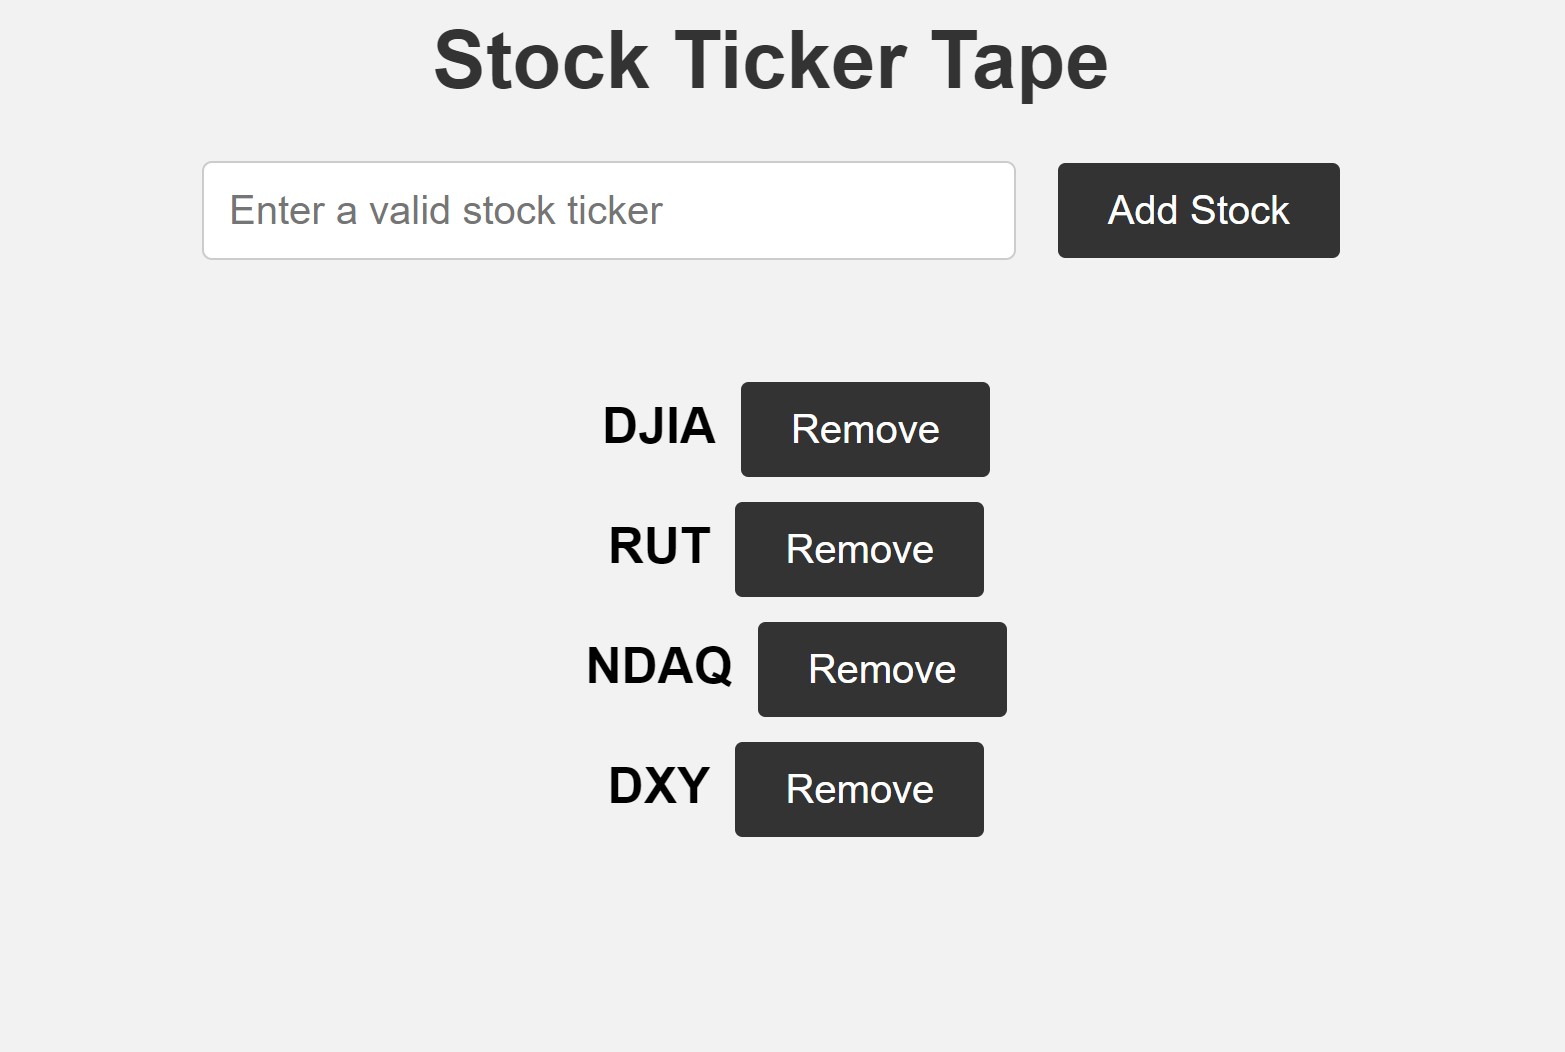 Stock Ticker Tape
Enter a valid stock ticker Add Stock
DJIA Remove
RUT Remove
NDAQ Remove
DXY Remove